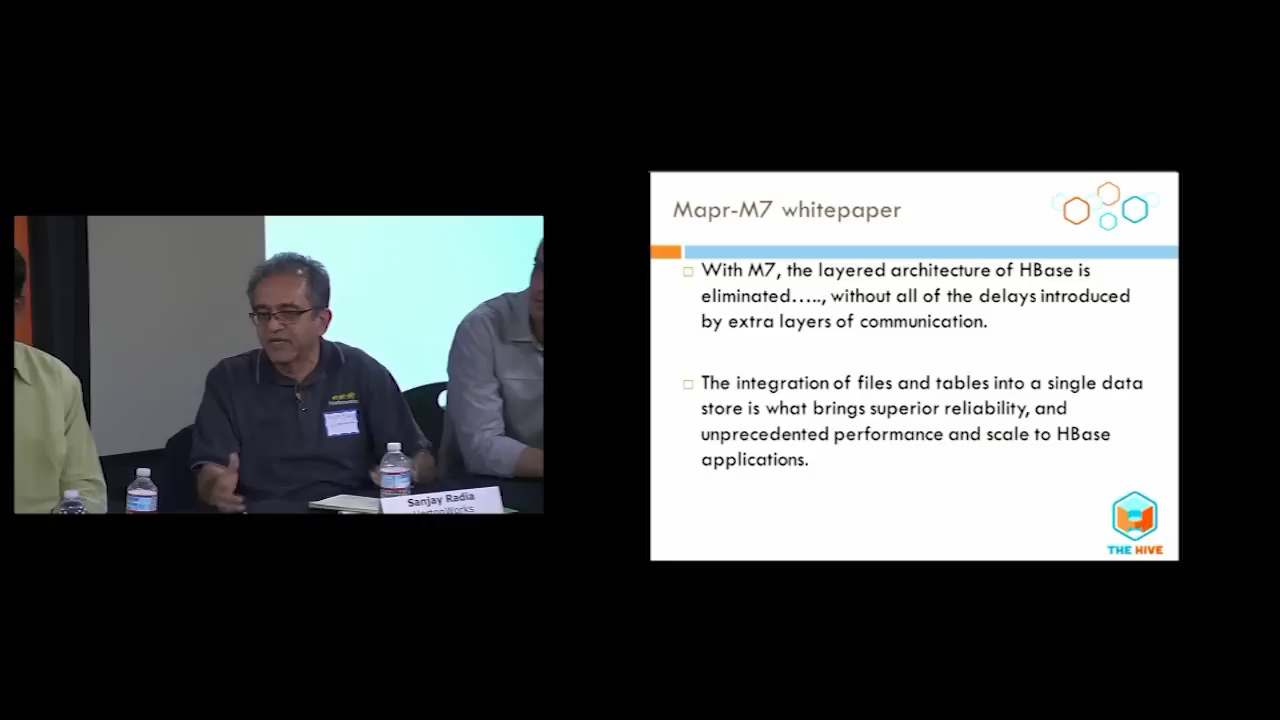 Sanjay Radia
HortonWorks
Mapr-M7 whitepaper
With M7, the layered architecture of HBase is
eliminated….., without all of the delays introduced
by extra layers of communication.
The integration of files and tables into a single data
store is what brings superior reliability, and
unprecedented performance and scale to HBase
applications.
THE HIVE